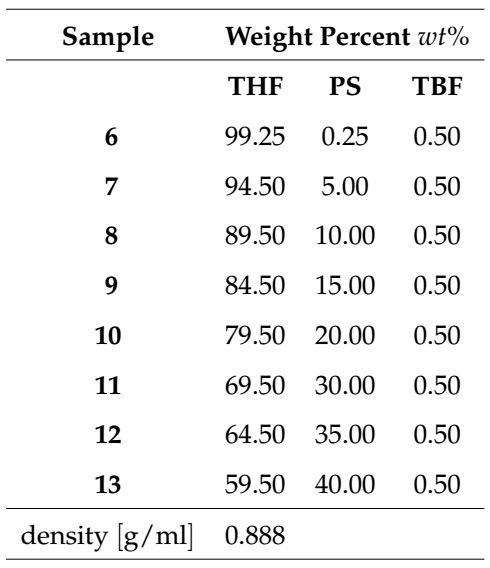 Sample Weight Percent wt%
THF PS TBF
6 99.25 0.25 0.50
7 94.50 5.00 0.50
8 89.50 10.00 0.50
9 84.50 15.00 0.50
10 79.50 20.00 0.50
11 69.50 30.00 0.50
12 64.50 35.00 0.50
13 59.50 40.00 0.50
density [g/ml] 0.888